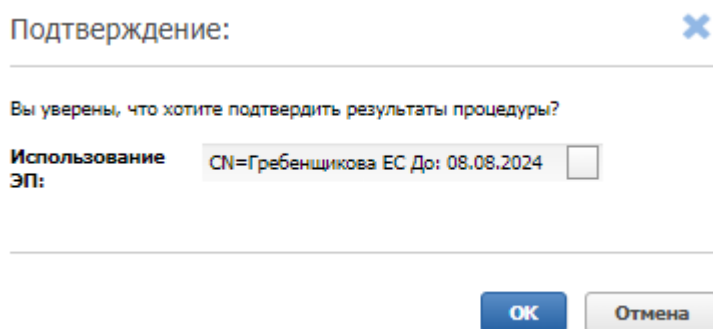 Подтверждение:
Вы уверены, что хотите подтвердить результаты процедуры?
Использование
ЭП:
CN=Гребенщикова ЕС До: 08.08.2024
ОК
Отмена